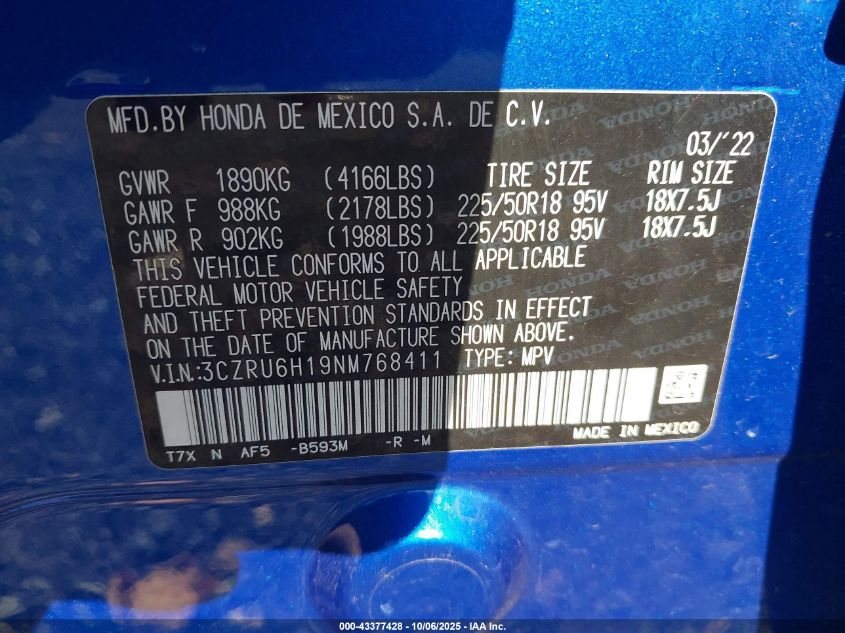 MFD.BY HONDA DE MEXICO S.A. DE C.V.
03/'22
GVWR 1890KG (4166LBS) TIRE SIZE RIM SIZE
GAWR F 988KG (2178LBS) 225/50R18 95V 18X7.5J
GAWR R 902KG (1988LBS) 225/50R18 95V 18X7.5J
THIS VEHICLE CONFORMS TO ALL APPLICABLE
FEDERAL MOTOR VEHICLE SAFETY
AND THEFT PREVENTION STANDARDS IN EFFECT
ON THE DATE OF MANUFACTURE SHOWN ABOVE.
V.I.N.:3CZRU6H19NM768411 TYPE: MPV
MADE IN MEXICO
T7X N AF5 -B593M -R -M
000-43377428 - 10/06/2025 - IAA Inc.